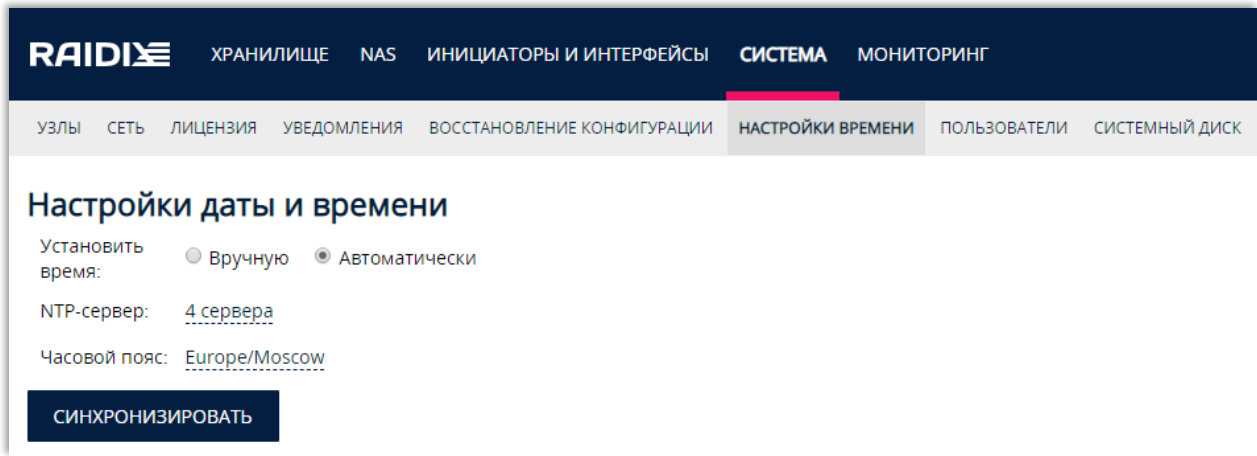 RAIDIX ХРАНИЛИЩЕ NAS ИНИЦИАТОРЫ И ИНТЕРФЕЙСЫ СИСТЕМА МОНИТОРИНГ
УЗЛЫ СЕТЬ ЛИЦЕНЗИЯ УВЕДОМЛЕНИЯ ВОССТАНОВЛЕНИЕ КОНФИГУРАЦИИ НАСТРОЙКИ ВРЕМЕНИ ПОЛЬЗОВАТЕЛИ СИСТЕМНЫЙ ДИСК
Настройки даты и времени
Установить время: Вручную Автоматически
NTP-сервер: 4 сервера
Часовой пояс: Europe/Moscow
СИНХРОНИЗИРОВАТЬ